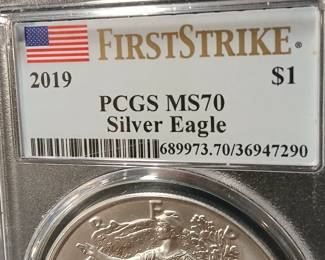 FIRSTSTRIKE®
2019 $1
PCGS MS70
Silver Eagle
689973.70/36947290